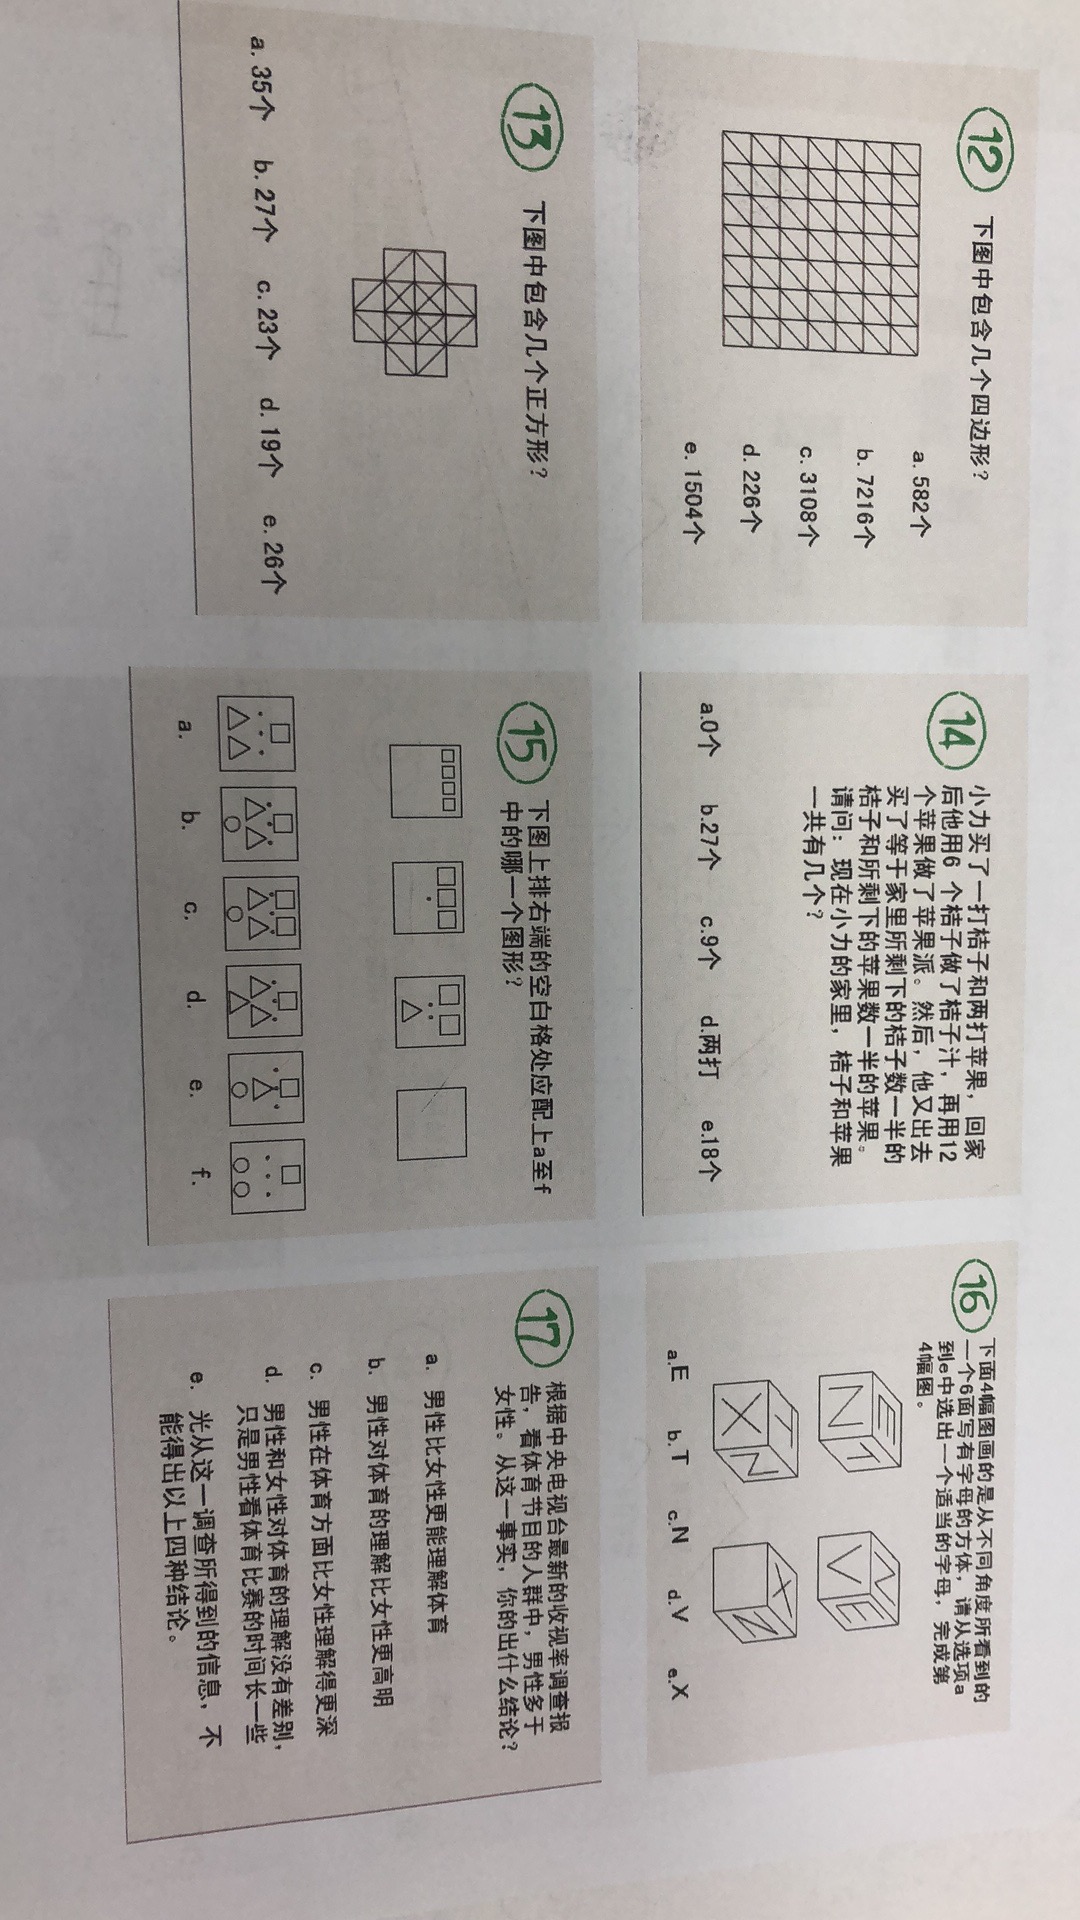 12 下图中包含几个四边形?
a. 582个
b. 7216个
c. 3108个
d. 226个
e. 1504个
13 下图中包含几个正方形?
a. 35个 b. 27个 c. 23个 d. 19个 e. 26个
14 小力买了一打桔子和两打苹果，回家
后他用6 个桔子做了桔子汁，再用12
个苹果做了苹果派。然后，他又出去
买了等于家里所剩下的桔子数一半的
桔子和所剩下的苹果数一半的苹果。
请问：现在小力的家里，桔子和苹果
一共有几个?
a.0个 b.27个 c.9个 d.两打 e.18个
15 下图上排右端的空白格处应配上a至f
中的哪一个图形?
a. b. c. d. e. f.
16 下面4幅图画的是从不同角度所看到的
一个6面写有字母的方体，请从选项a
到e中选出一个适当的字母，完成第
4幅图。
a.E b.T c.N d.V e.X
17 根据中央电视台最新的收视率调查报
告，看体育节目的人群中，男性多于
女性。从这一事实，你的出什么结论?
a. 男性比女性更能理解体育
b. 男性对体育的理解比女性更高明
c. 男性在体育方面比女性理解得更深
d. 男性和女性对体育的理解没有差别，
只是男性看体育比赛的时间长一些
e. 光从这一调查所得到的信息，不
能得出以上四种结论。